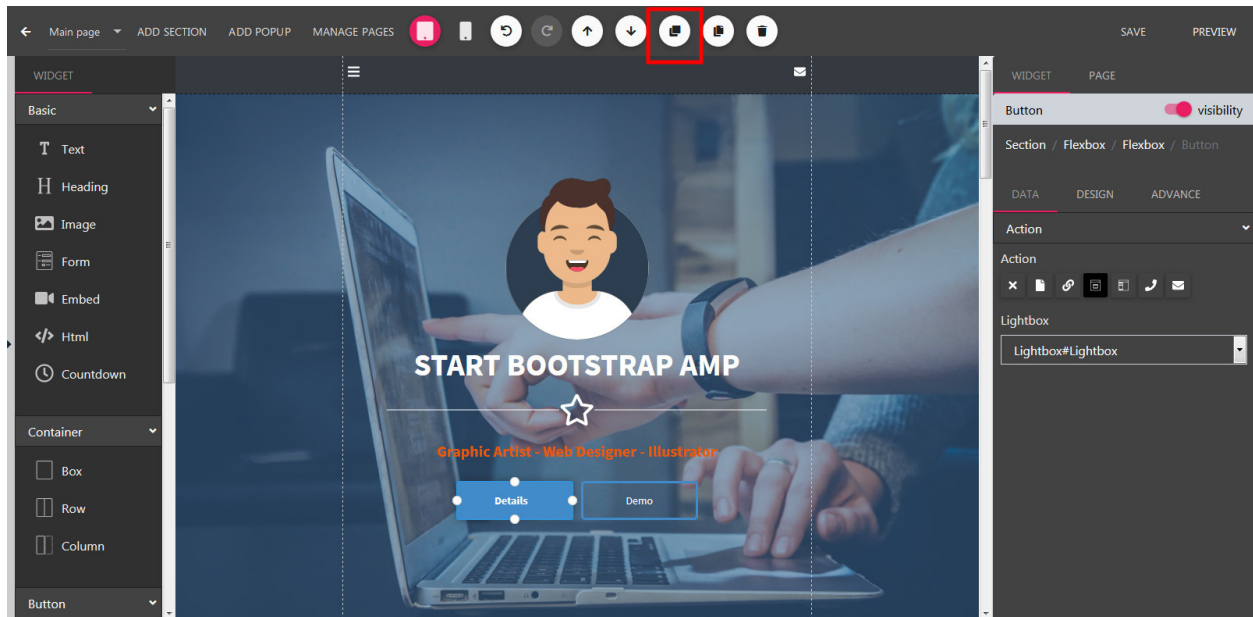 Main page ADD SECTION ADD POPUP MANAGE PAGES SAVE PREVIEW
WIDGET
Basic
Text
Heading
Image
Form
Embed
Html
Countdown
Container
Box
Row
Column
Button
START BOOTSTRAP AMP
Graphic Artist - Web Designer - Illustrator
Details Demo
WIDGET PAGE
Button visibility
Section / Flexbox / Flexbox / Button
DATA DESIGN ADVANCE
Action
Action
Lightbox
Lightbox#Lightbox